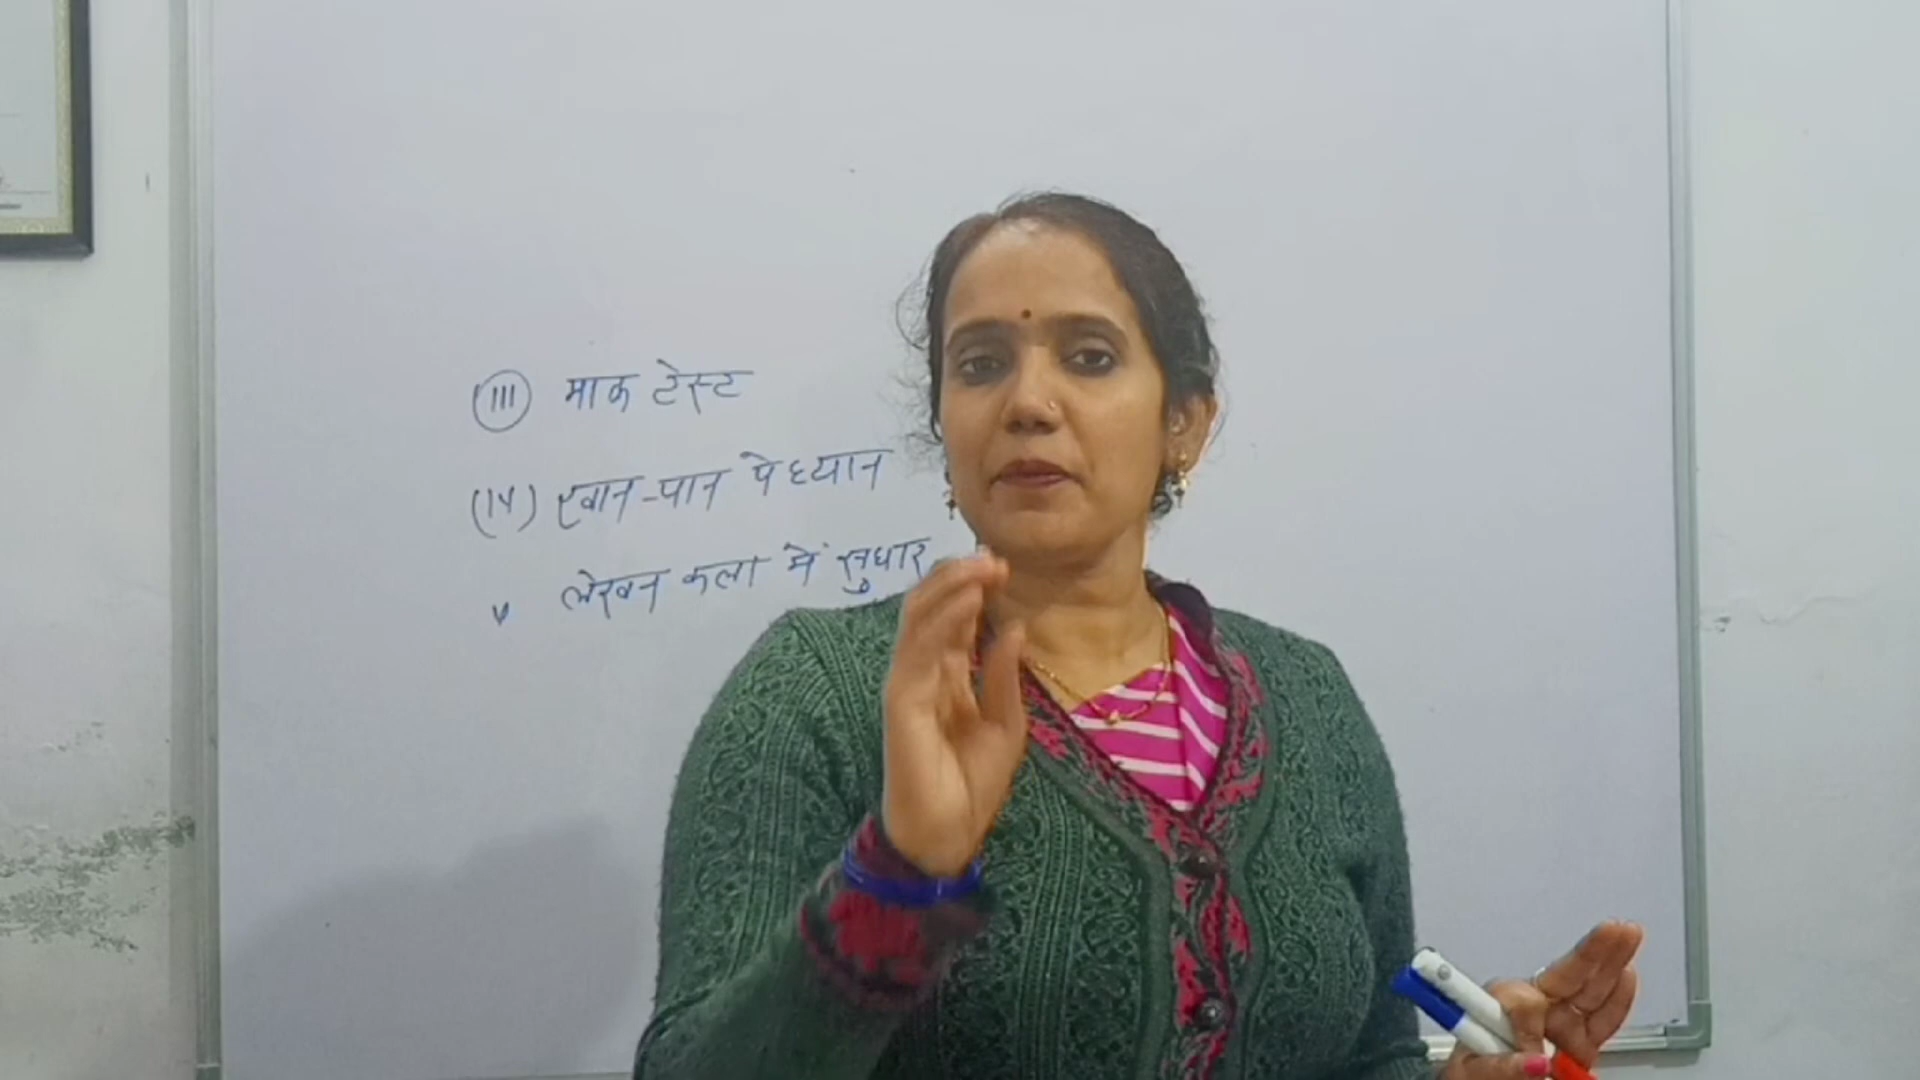 (III) माक टेस्ट
(IV) खान-पान पे ध्यान
V लेखन कला में सुधार